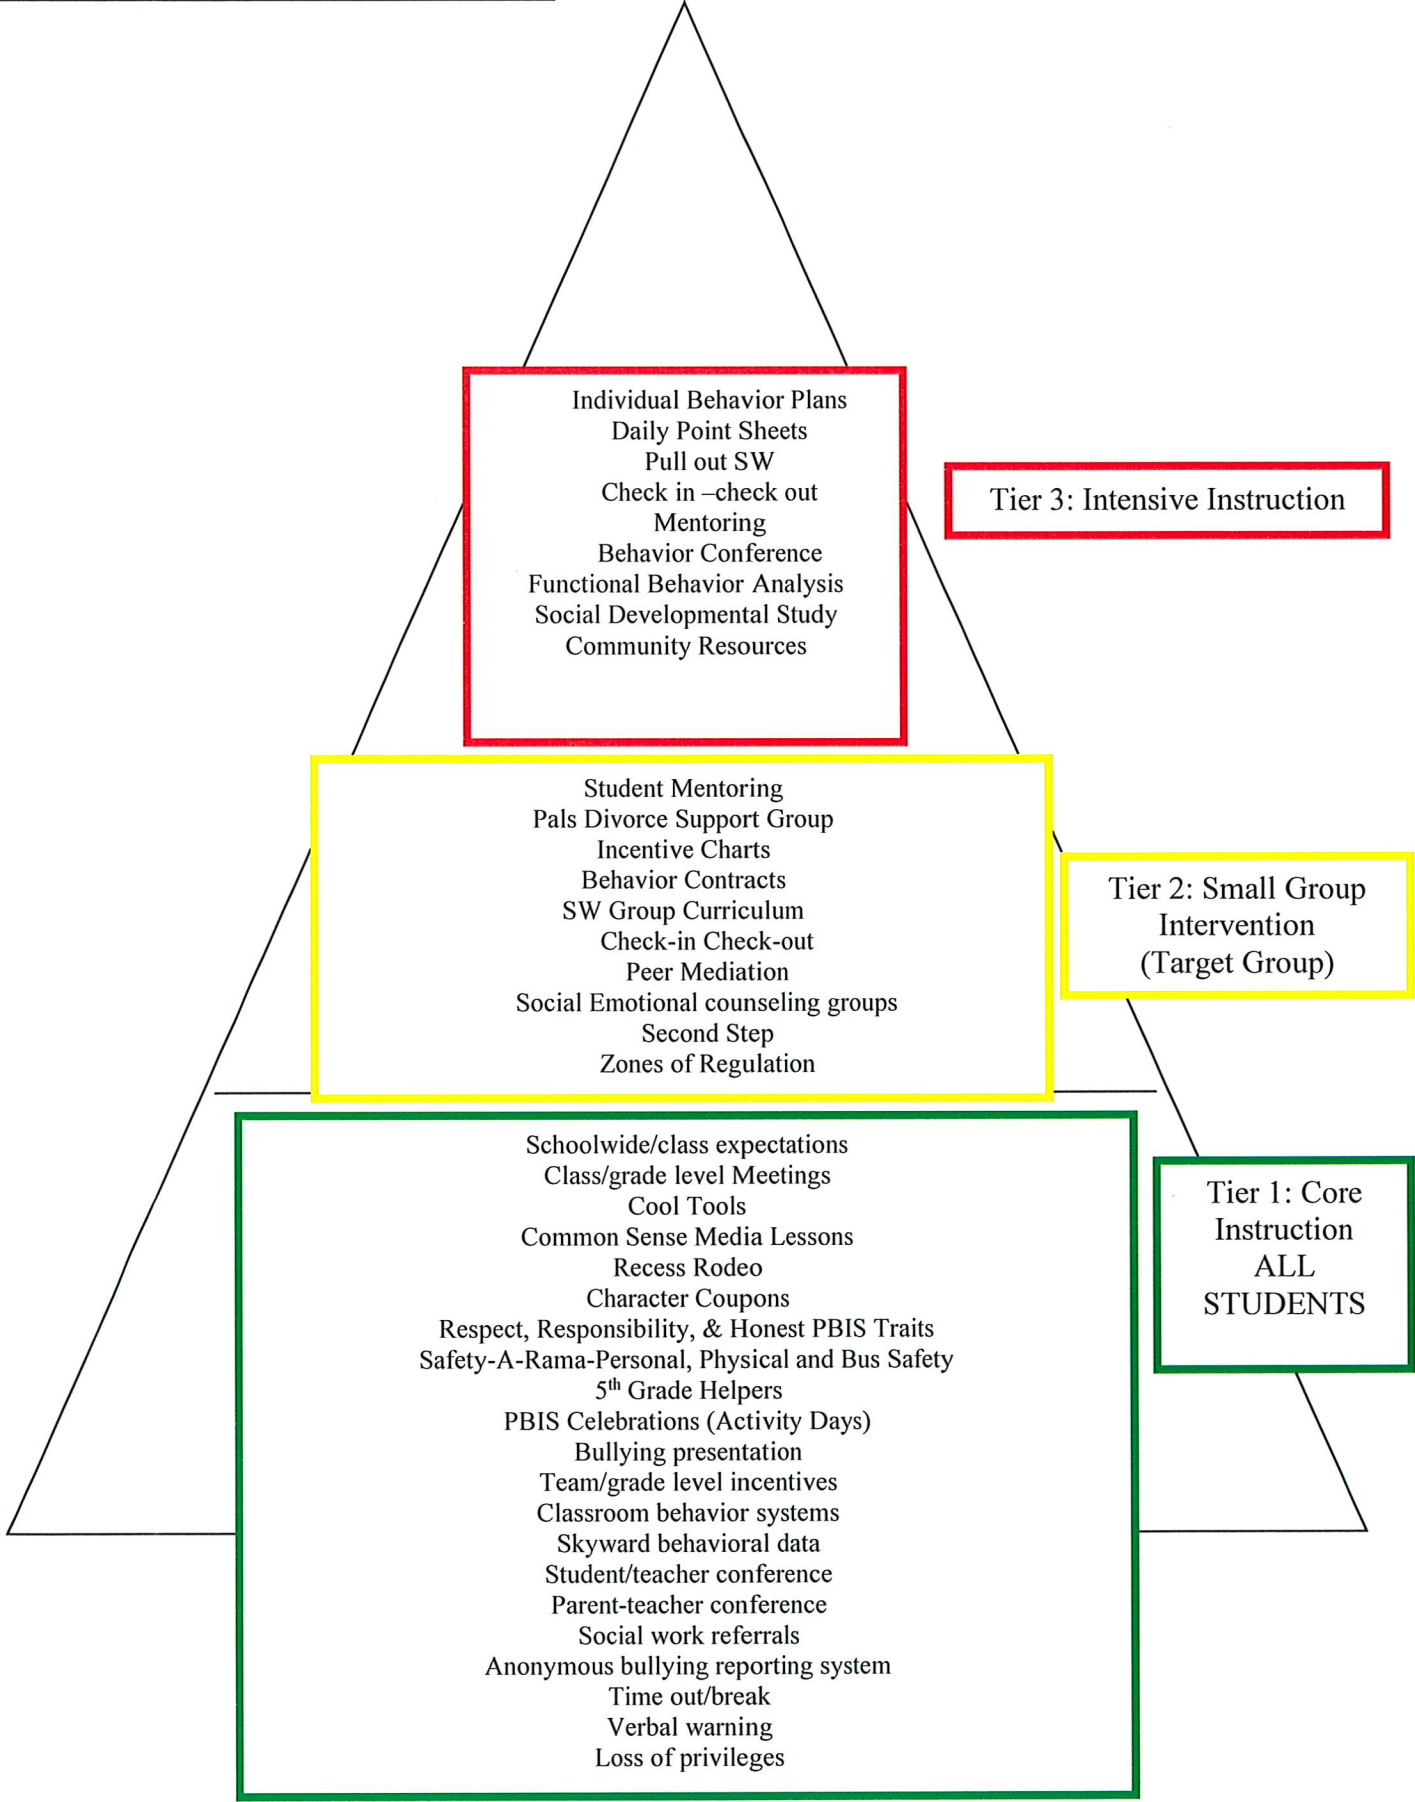 Individual Behavior Plans
Daily Point Sheets
Pull out SW
Check in –check out
Mentoring
Behavior Conference
Functional Behavior Analysis
Social Developmental Study
Community Resources
Tier 3: Intensive Instruction
Student Mentoring
Pals Divorce Support Group
Incentive Charts
Behavior Contracts
SW Group Curriculum
Check-in Check-out
Peer Mediation
Social Emotional counseling groups
Second Step
Zones of Regulation
Tier 2: Small Group
Intervention
(Target Group)
Schoolwide/class expectations
Class/grade level Meetings
Cool Tools
Common Sense Media Lessons
Recess Rodeo
Character Coupons
Respect, Responsibility, & Honest PBIS Traits
Safety-A-Rama-Personal, Physical and Bus Safety
5th Grade Helpers
PBIS Celebrations (Activity Days)
Bullying presentation
Team/grade level incentives
Classroom behavior systems
Skyward behavioral data
Student/teacher conference
Parent-teacher conference
Social work referrals
Anonymous bullying reporting system
Time out/break
Verbal warning
Loss of privileges
Tier 1: Core
Instruction
ALL
STUDENTS